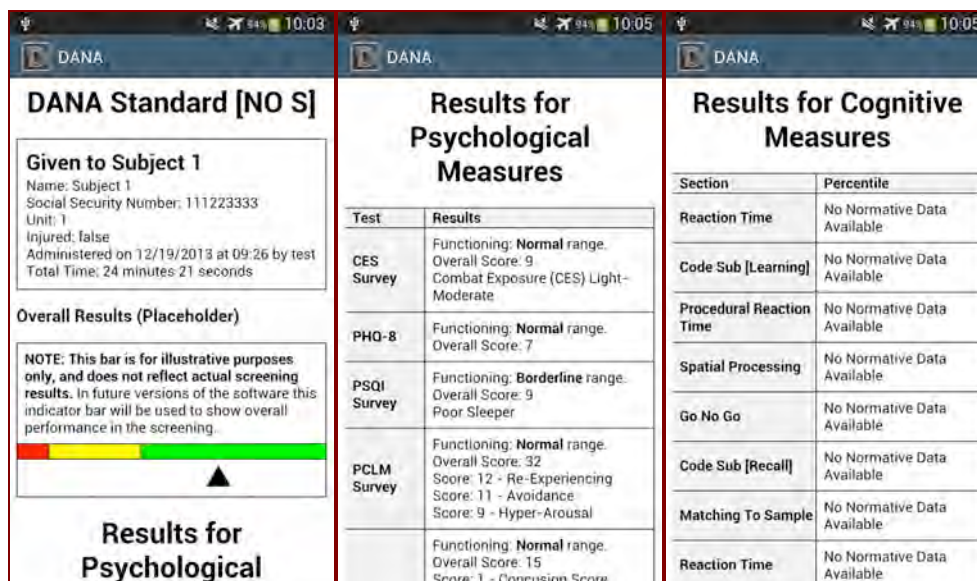 94% 10:03
DANA
DANA Standard [NO S]
Given to Subject 1
Name: Subject 1
Social Security Number: 111223333
Unit: 1
Injured: false
Administered on 12/19/2013 at 09:26 by test
Total Time: 24 minutes 21 seconds
Overall Results (Placeholder)
NOTE: This bar is for illustrative purposes
only, and does not reflect actual screening
results. In future versions of the software this
indicator bar will be used to show overall
performance in the screening.
Results for
Psychological
94% 10:05
DANA
Results for
Psychological
Measures
Test Results
CES Survey
Functioning: Normal range.
Overall Score: 9
Combat Exposure (CES) Light-
Moderate
PHQ-8
Functioning: Normal range.
Overall Score: 7
PSQI Survey
Functioning: Borderline range.
Overall Score: 9
Poor Sleeper
PCLM Survey
Functioning: Normal range.
Overall Score: 32
Score: 12 - Re-Experiencing
Score: 11 - Avoidance
Score: 9 - Hyper-Arousal
Functioning: Normal range.
Overall Score: 15
Score: 1 - Concusion Score
94% 10:05
DANA
Results for Cognitive
Measures
Section Percentile
Reaction Time
No Normative Data
Available
Code Sub [Learning]
No Normative Data
Available
Procedural Reaction
Time
No Normative Data
Available
Spatial Processing
No Normative Data
Available
Go No Go
No Normative Data
Available
Code Sub [Recall]
No Normative Data
Available
Matching To Sample
No Normative Data
Available
Reaction Time
No Normative Data
Available